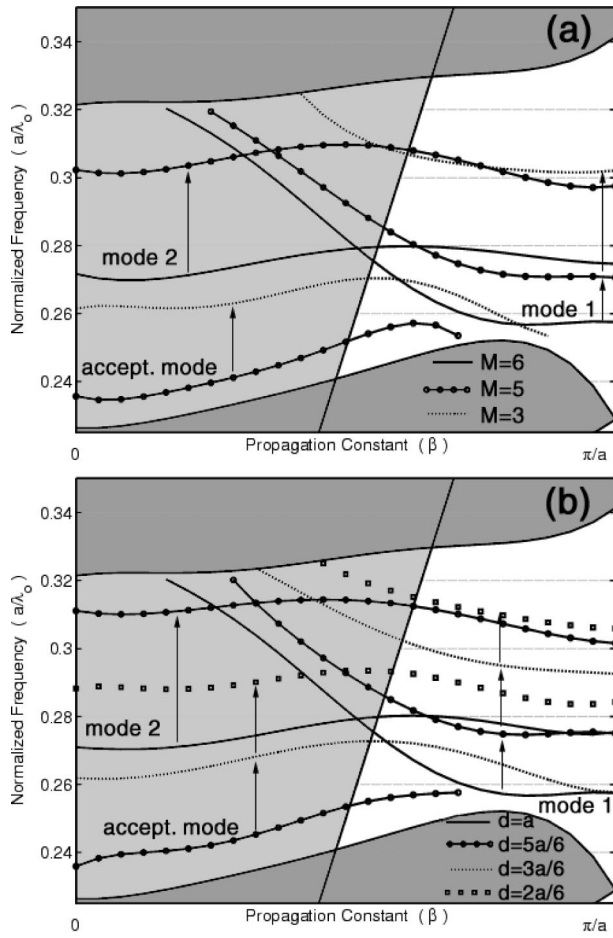 (a)
0.34
0.32
0.3
0.28
0.26
0.24
Normalized Frequency ( a/λo )
mode 2
mode 1
accept. mode
M=6
M=5
M=3
0
Propagation Constant ( β )
π/a
(b)
0.34
0.32
0.3
0.28
0.26
0.24
Normalized Frequency ( a/λo )
mode 2
mode 1
accept. mode
d=a
d=5a/6
d=3a/6
d=2a/6
0
Propagation Constant ( β )
π/a